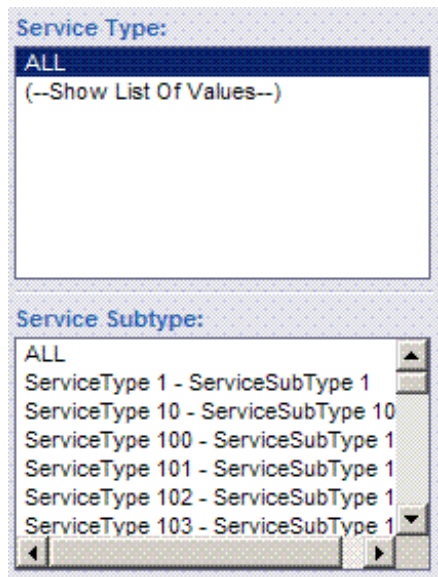 Service Type:
ALL
(--Show List Of Values--)
Service Subtype:
ALL
ServiceType 1 - ServiceSubType 1
ServiceType 10 - ServiceSubType 10
ServiceType 100 - ServiceSubType 1
ServiceType 101 - ServiceSubType 1
ServiceType 102 - ServiceSubType 1
ServiceType 103 - ServiceSubType 1